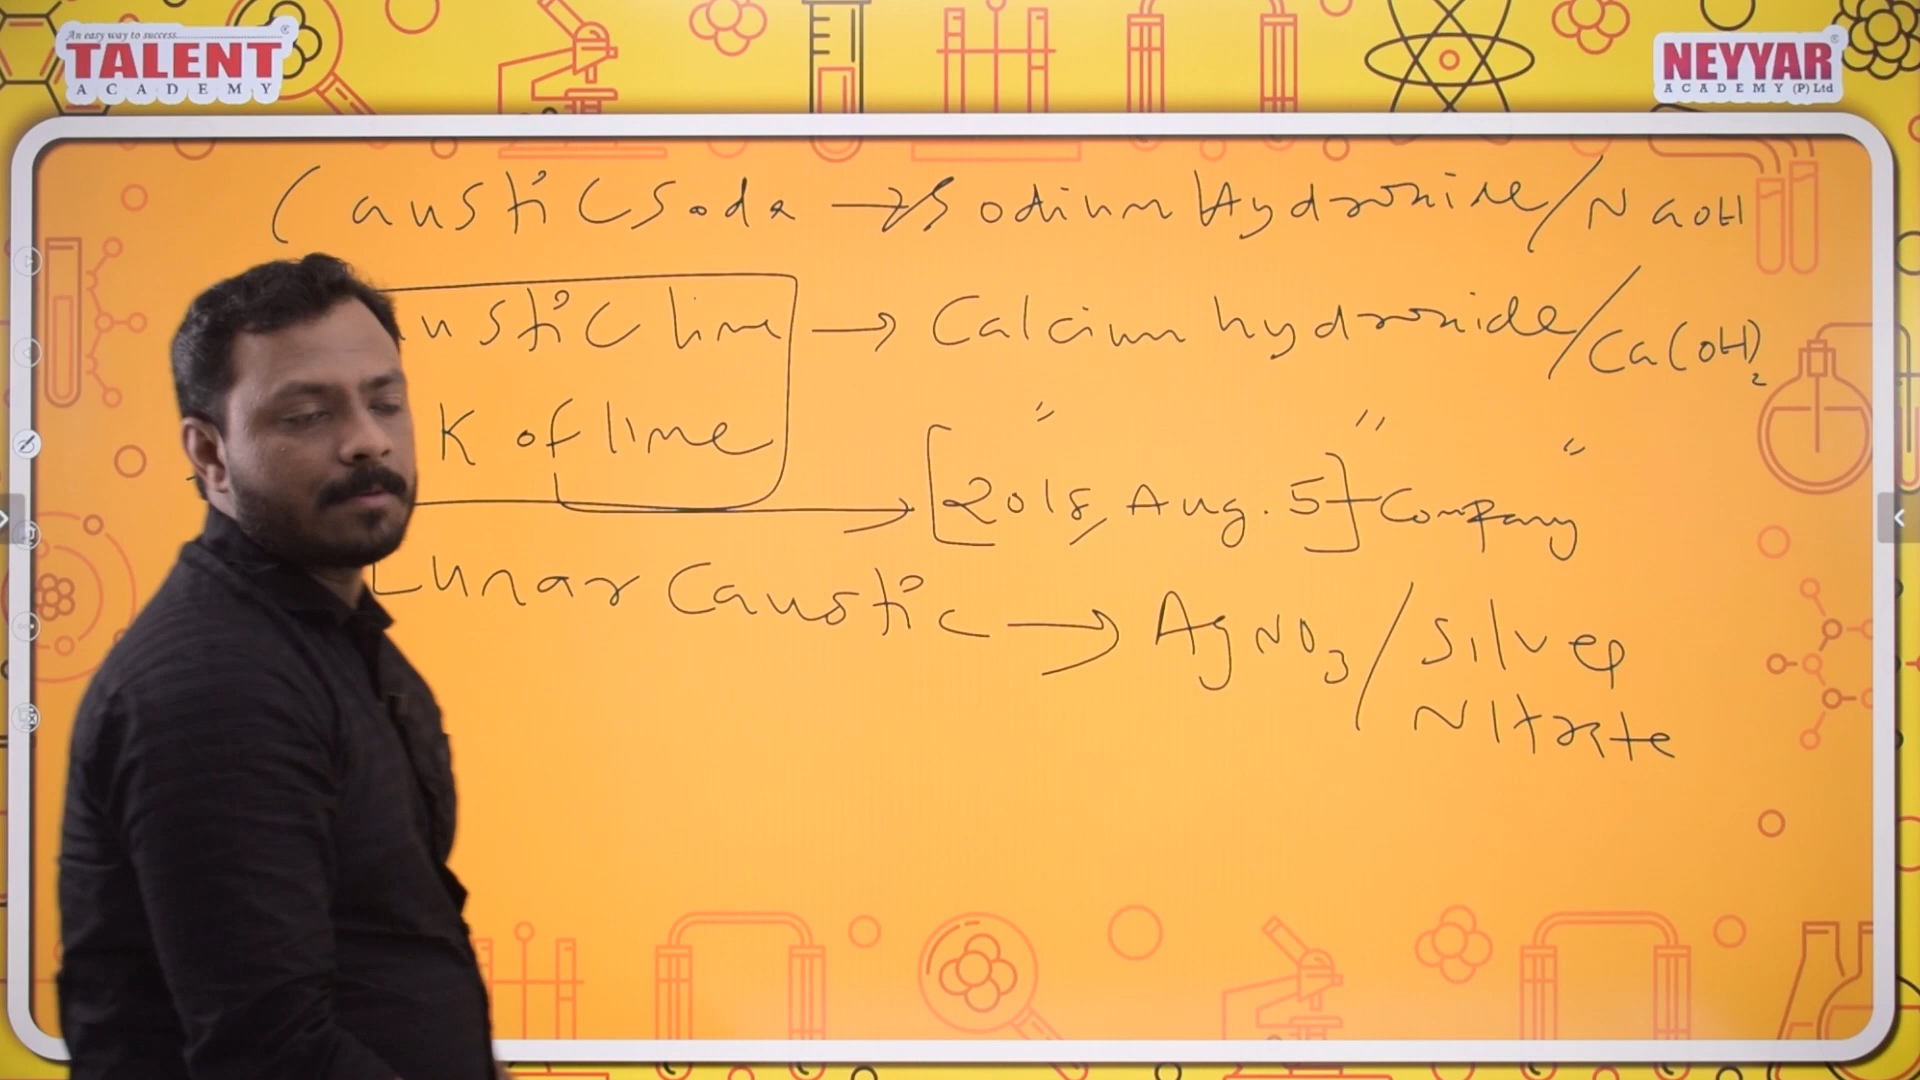 An easy way to success
TALENT
ACADEMY
NEYYAR
ACADEMY (P) Ltd
Caustic Soda → Sodium Hydroxide / NaOH
ustic lime → Calcium hydroxide / Ca(OH)2
K of lime " " "
[2018, Aug. 5] Company
Lunar Caustic → AgNO3 / Silver
Nitrate